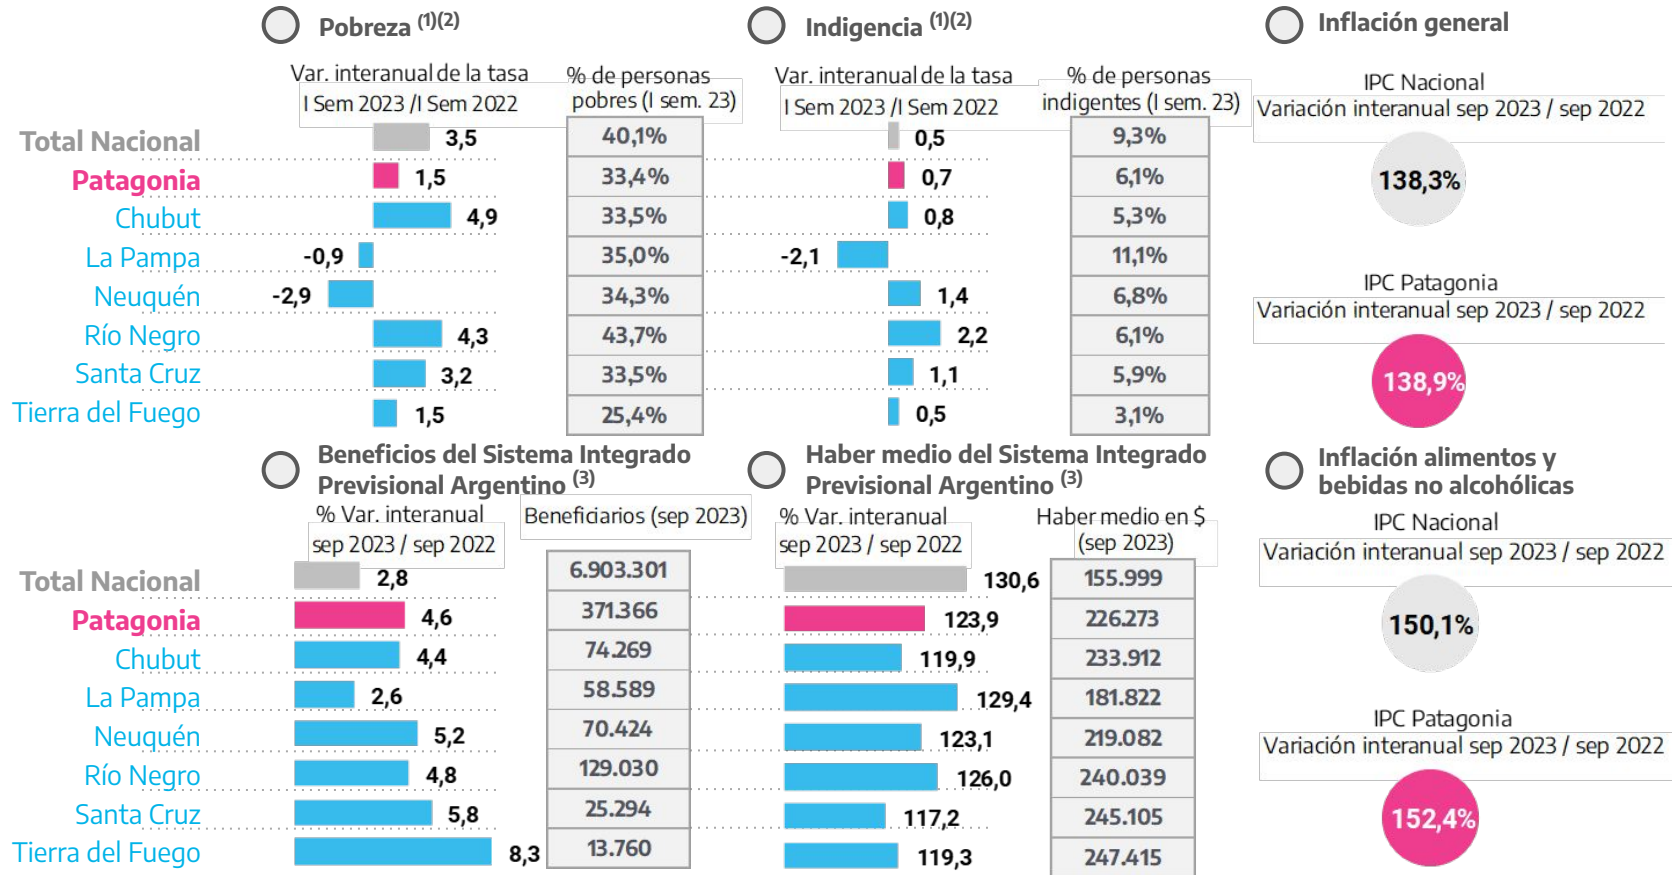 Pobreza (1)(2)
Var. interanual de la tasa
I Sem 2023 /I Sem 2022
% de personas
pobres (I sem. 23)
Total Nacional 3,5 40,1%
Patagonia 1,5 33,4%
Chubut 4,9 33,5%
La Pampa -0,9 35,0%
Neuquén -2,9 34,3%
Río Negro 4,3 43,7%
Santa Cruz 3,2 33,5%
Tierra del Fuego 1,5 25,4%
Indigencia (1)(2)
Var. interanual de la tasa
I Sem 2023 /I Sem 2022
% de personas
indigentes (I sem. 23)
0,5 9,3%
0,7 6,1%
0,8 5,3%
-2,1 11,1%
1,4 6,8%
2,2 6,1%
1,1 5,9%
0,5 3,1%
Inflación general
IPC Nacional
Variación interanual sep 2023 / sep 2022
138,3%
IPC Patagonia
Variación interanual sep 2023 / sep 2022
138,9%
Beneficios del Sistema Integrado
Previsional Argentino (3)
% Var. interanual
sep 2023 / sep 2022
Beneficiarios (sep 2023)
Total Nacional 2,8 6.903.301
Patagonia 4,6 371.366
Chubut 4,4 74.269
La Pampa 2,6 58.589
Neuquén 5,2 70.424
Río Negro 4,8 129.030
Santa Cruz 5,8 25.294
Tierra del Fuego 8,3 13.760
Haber medio del Sistema Integrado
Previsional Argentino (3)
% Var. interanual
sep 2023 / sep 2022
Haber medio en $
(sep 2023)
130,6 155.999
123,9 226.273
119,9 233.912
129,4 181.822
123,1 219.082
126,0 240.039
117,2 245.105
119,3 247.415
Inflación alimentos y
bebidas no alcohólicas
IPC Nacional
Variación interanual sep 2023 / sep 2022
150,1%
IPC Patagonia
Variación interanual sep 2023 / sep 2022
152,4%